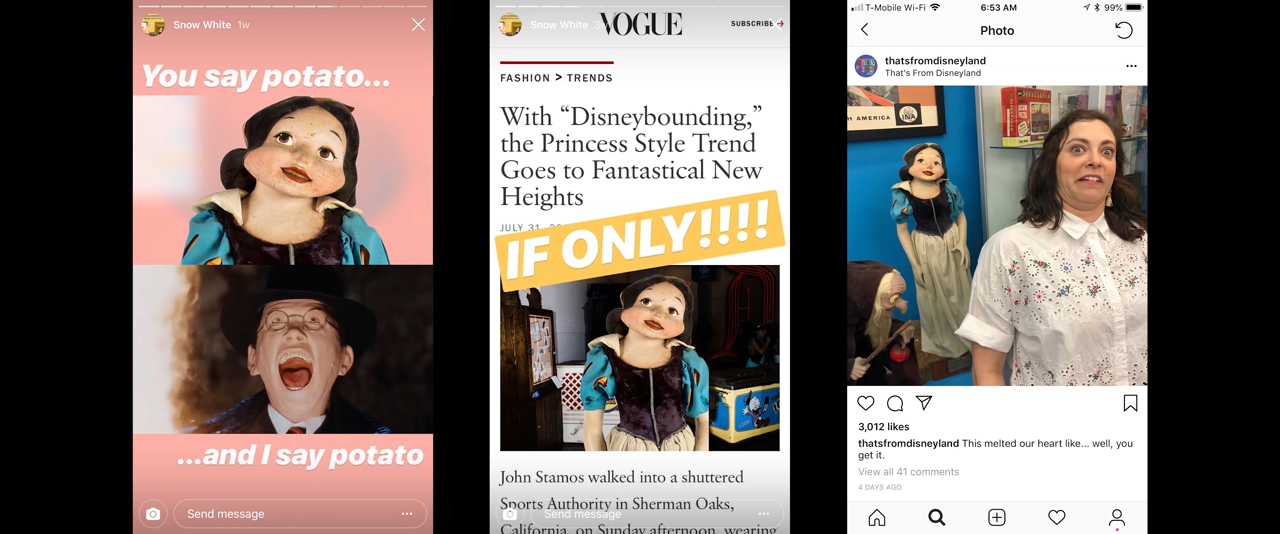 Snow White 1w
You say potato...
...and I say potato
Send message
Snow White
VOGUE
SUBSCRIBE
FASHION > TRENDS
With “Disneybounding,”
the Princess Style Trend
Goes to Fantastical New
Heights
JULY 31, 20
IF ONLY!!!!
John Stamos walked into a shuttered
Sports Authority in Sherman Oaks,
California, on Sunday afternoon, wearing
Send message
T-Mobile Wi-Fi 6:53 AM 99%
Photo
thatsfromdisneyland
That's From Disneyland
H AMERICA INA
3,012 likes
thatsfromdisneyland This melted our heart like... well, you
get it.
View all 41 comments
4 DAYS AGO